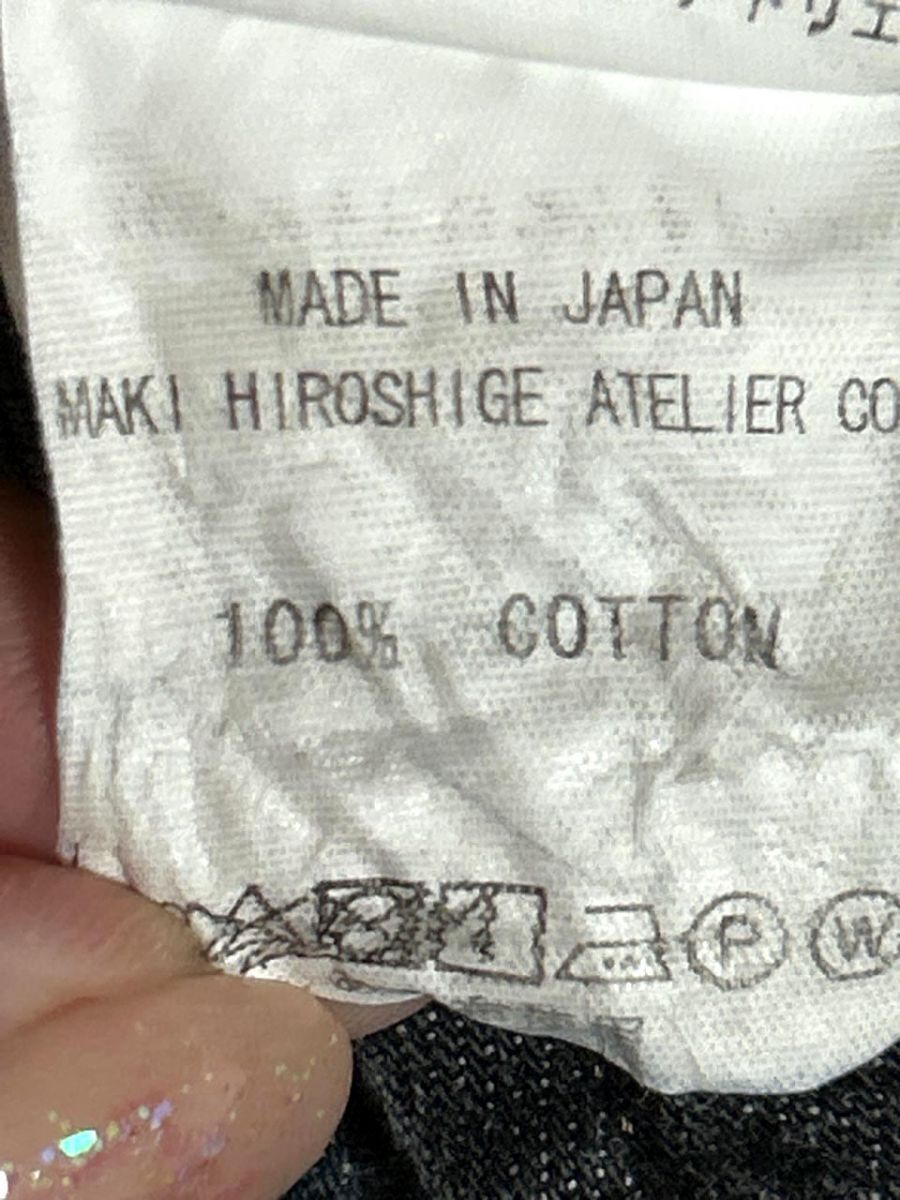 MADE IN JAPAN
MAKI HIROSHIGE ATELIER CO
100% COTTON
P W